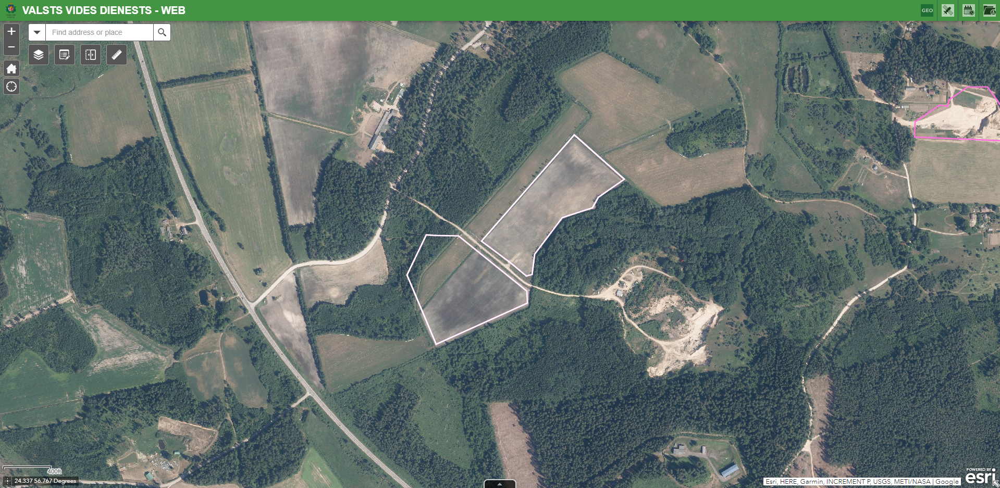 VALSTS VIDES DIENESTS - WEB
GEO
Find address or place
400ft
24.337 56.767 Degrees
Esri, HERE, Garmin, INCREMENT P, USGS, METI/NASA | Google
POWERED BY
esri